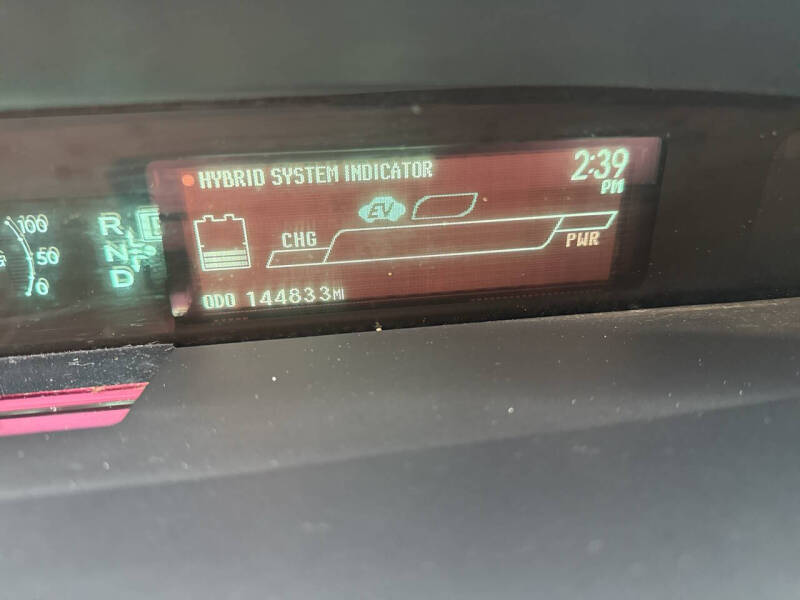 HYBRID SYSTEM INDICATOR
2:39
PM
EV
CHG
PWR
ODO 144833MI
100
50
0
R
N
D